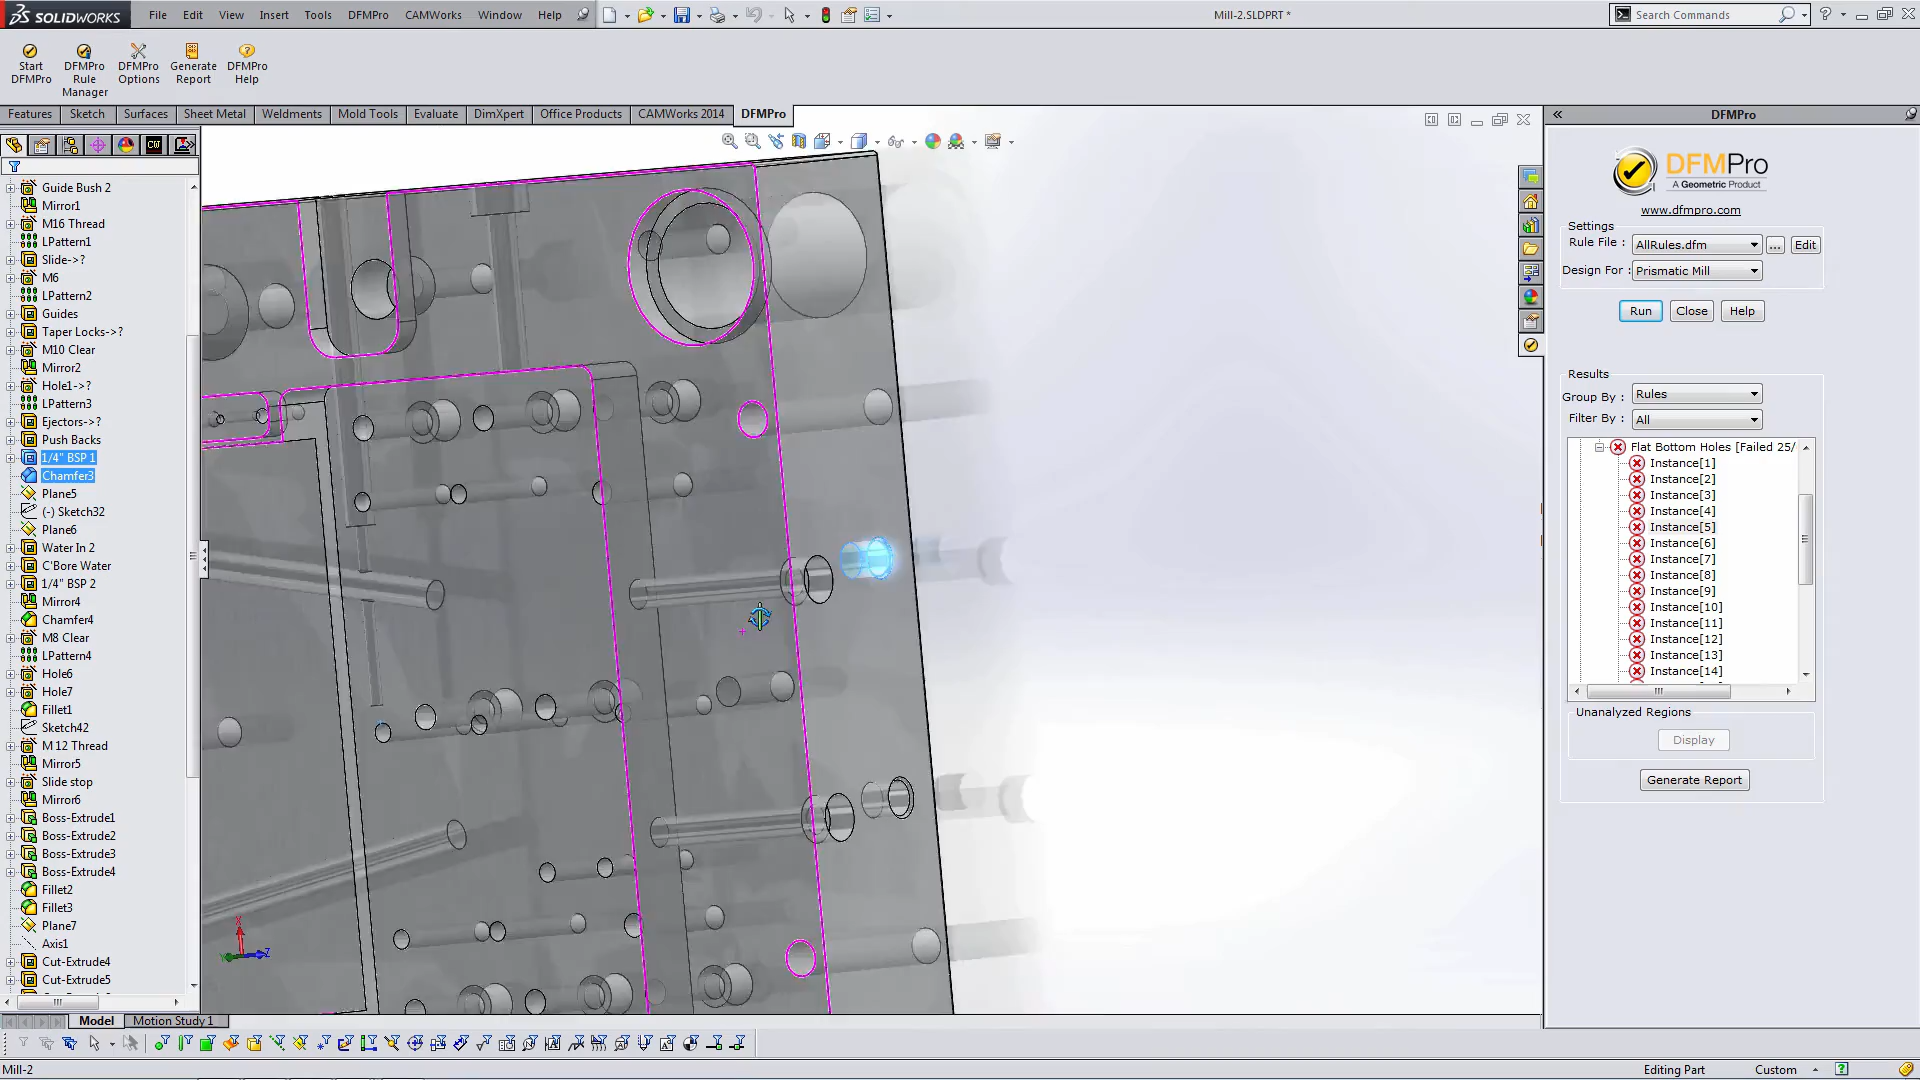 SOLIDWORKS
File Edit View Insert Tools DFMPro CAMWorks Window Help
Mill-2.SLDPRT *
Search Commands
Start DFMPro
DFMPro Rule Manager
DFMPro Options
Generate Report
DFMPro Help
Features Sketch Surfaces Sheet Metal Weldments Mold Tools Evaluate DimXpert Office Products CAMWorks 2014 DFMPro
CW
Guide Bush 2
Mirror1
M16 Thread
LPattern1
Slide->?
M6
LPattern2
Guides
Taper Locks->?
M10 Clear
Mirror2
Hole1->?
LPattern3
Ejectors->?
Push Backs
1/4" BSP 1
Chamfer3
Plane5
(-) Sketch32
Plane6
Water In 2
C'Bore Water
1/4" BSP 2
Mirror4
Chamfer4
M8 Clear
LPattern4
Hole6
Hole7
Fillet1
Sketch42
M 12 Thread
Mirror5
Slide stop
Mirror6
Boss-Extrude1
Boss-Extrude2
Boss-Extrude3
Boss-Extrude4
Fillet2
Fillet3
Plane7
Axis1
Cut-Extrude4
Cut-Extrude5
X
Y
Z
Model Motion Study 1
Mill-2
Editing Part
Custom
DFMPro
DFMPro
A Geometric Product
www.dfmpro.com
Settings
Rule File : AllRules.dfm ... Edit
Design For : Prismatic Mill
Run Close Help
Results
Group By : Rules
Filter By : All
Flat Bottom Holes [Failed 25/
Instance[1]
Instance[2]
Instance[3]
Instance[4]
Instance[5]
Instance[6]
Instance[7]
Instance[8]
Instance[9]
Instance[10]
Instance[11]
Instance[12]
Instance[13]
Instance[14]
Unanalyzed Regions
Display
Generate Report